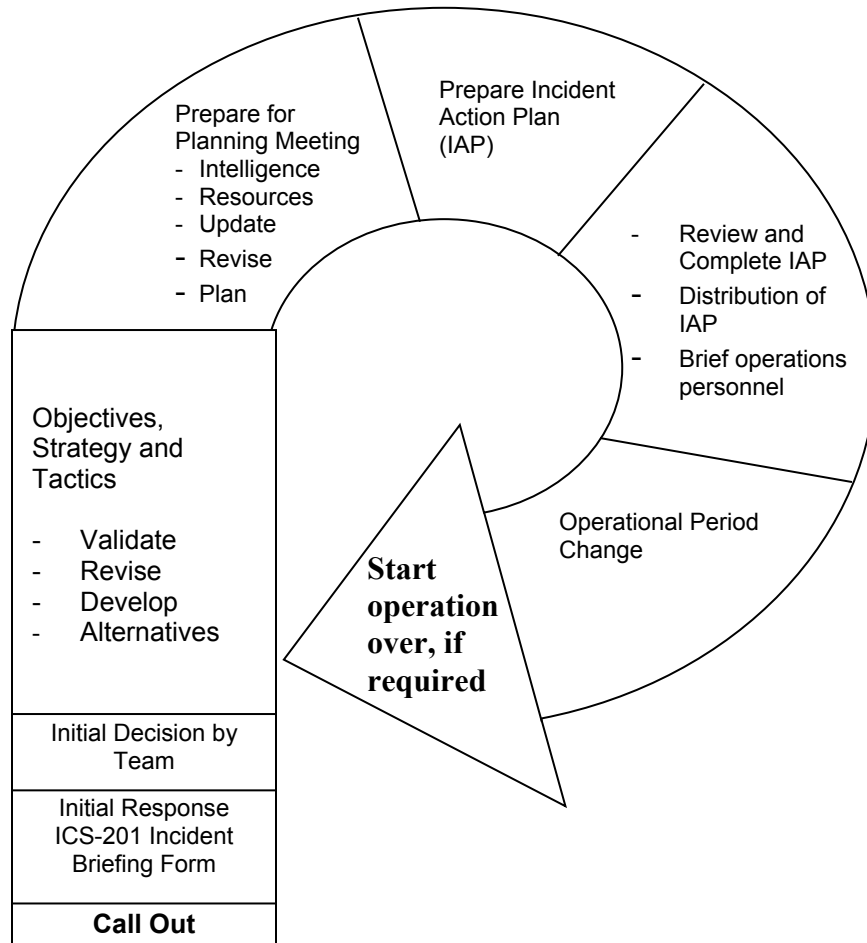 Prepare for
Planning Meeting
- Intelligence
- Resources
- Update
- Revise
- Plan
Prepare Incident
Action Plan
(IAP)
- Review and
Complete IAP
- Distribution of
IAP
- Brief operations
personnel
Operational Period
Change
Start
operation
over, if
required
Objectives,
Strategy and
Tactics
- Validate
- Revise
- Develop
- Alternatives
Initial Decision by
Team
Initial Response
ICS-201 Incident
Briefing Form
Call Out